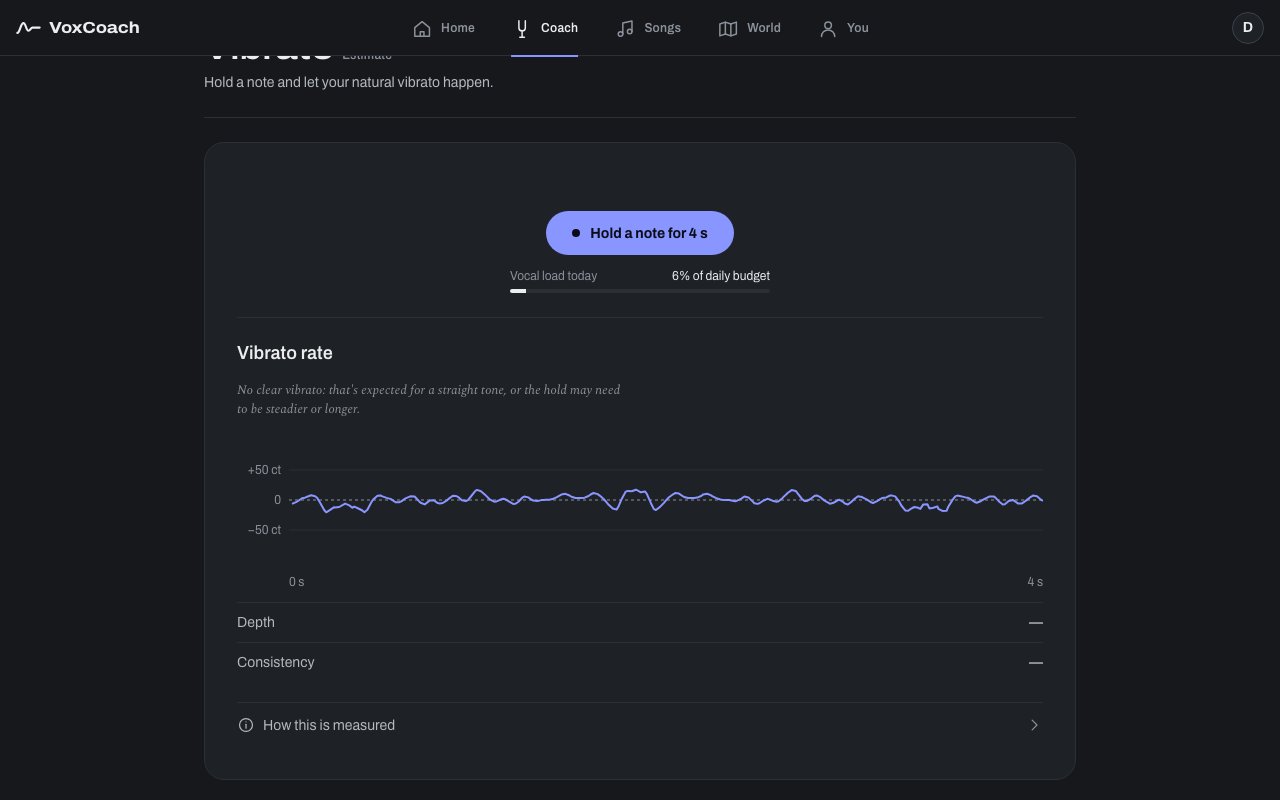 VoxCoach
Home
Coach
Songs
World
You
D
Vibrato Estimate
Hold a note and let your natural vibrato happen.
Hold a note for 4 s
Vocal load today
6% of daily budget
Vibrato rate
No clear vibrato: that's expected for a straight tone, or the hold may need
to be steadier or longer.
+50 ct
0
−50 ct
0 s
4 s
Depth
—
Consistency
—
How this is measured